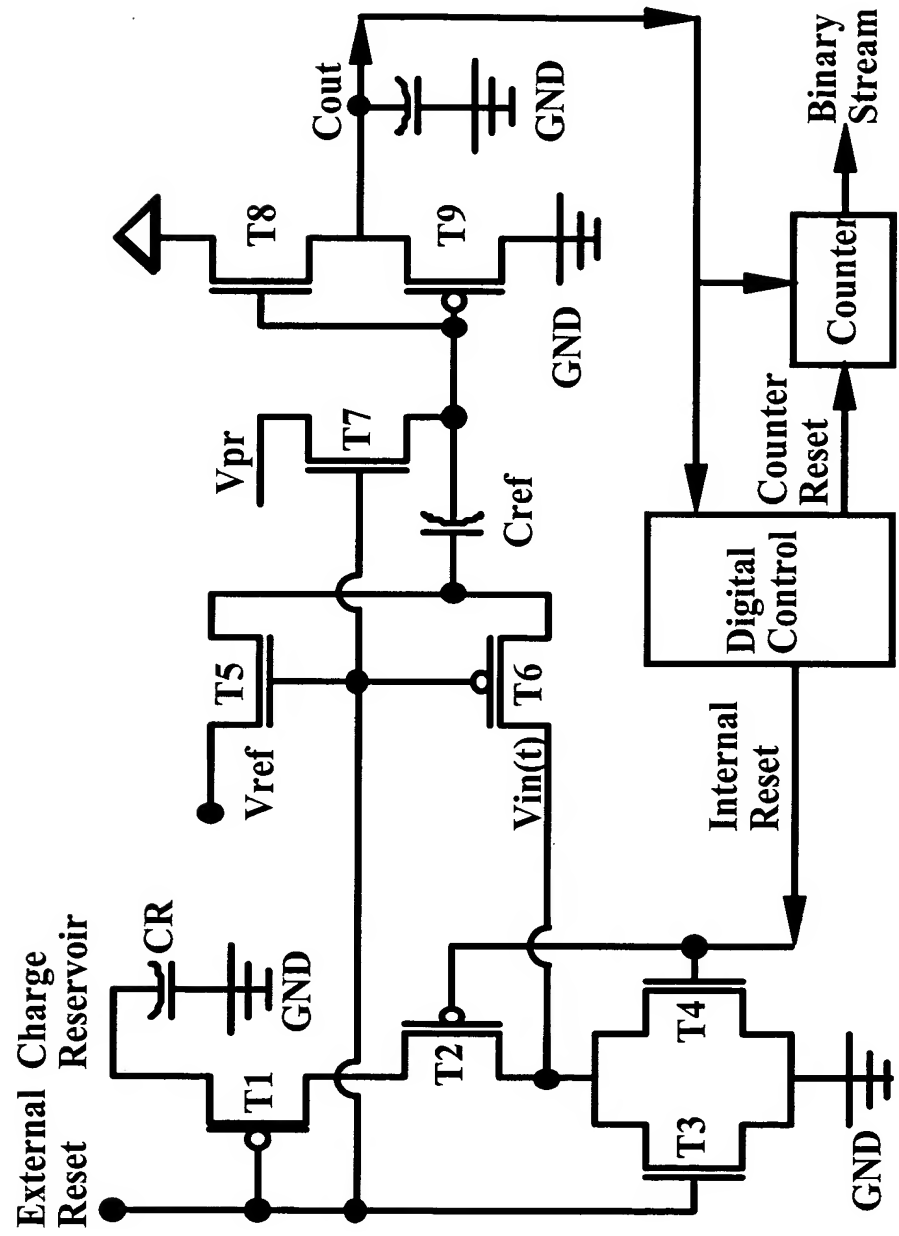 External
Reset
Charge
Reservoir
CR
GND
T1
T2
T3
T4
GND
Vref
T5
Vin(t)
T6
Cref
Vpr
T7
T8
T9
GND
Cout
GND
Internal
Reset
Digital
Control
Counter
Reset
Counter
Binary
Stream